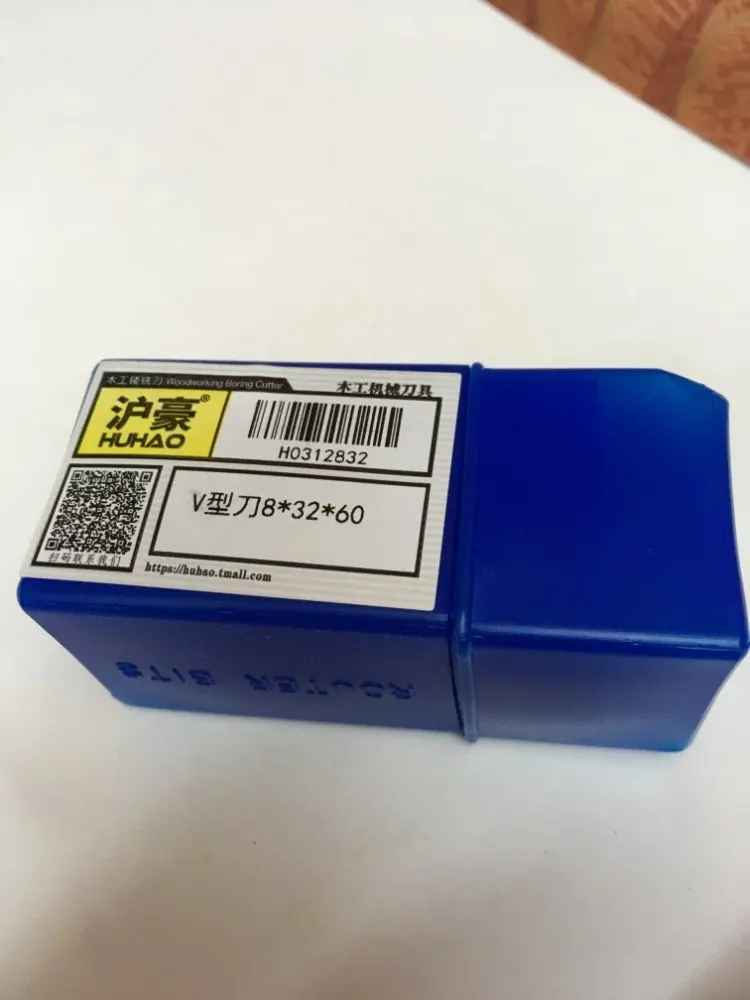 木工镂铣刀 Woodworking Boring Cutter
木工机械刀具
沪豪®
HUHAO
H0312832
V型刀8*32*60
扫码联系我们
https://huhao.tmall.com
ROUTER BITS